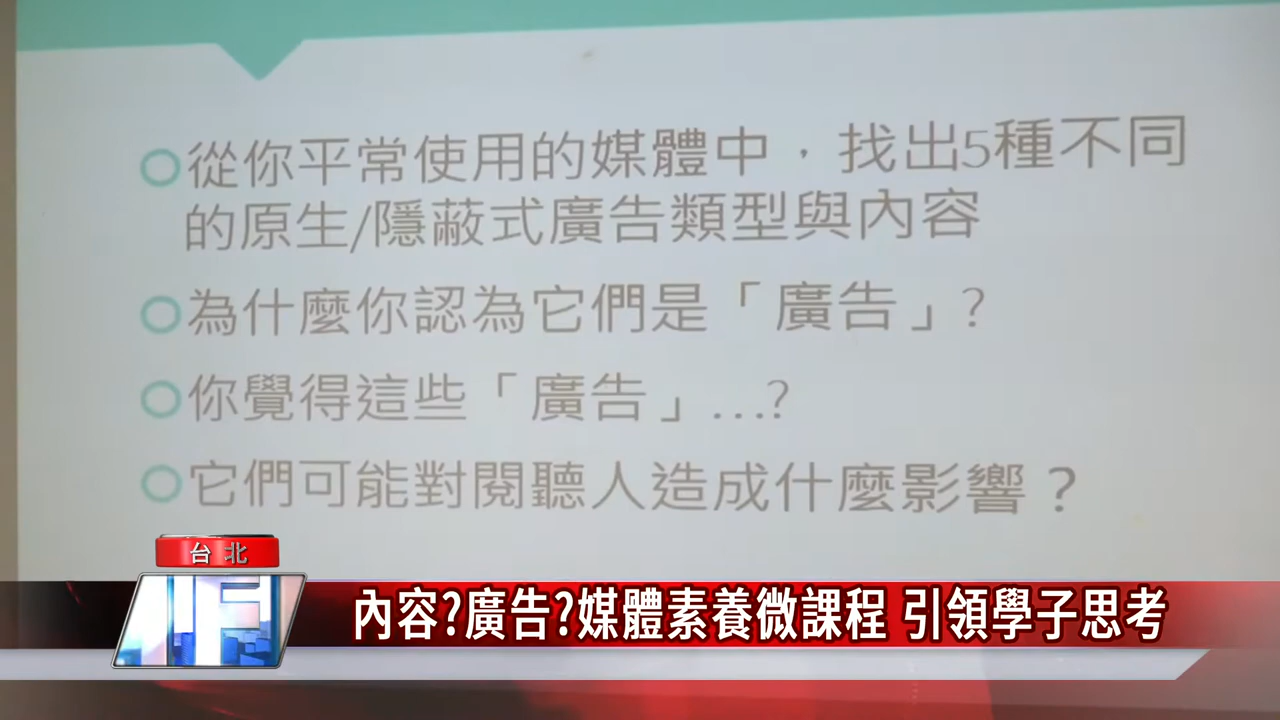 從你平常使用的媒體中，找出5種不同
的原生/隱蔽式廣告類型與內容
為什麼你認為它們是「廣告」?
你覺得這些「廣告」...?
它們可能對閱聽人造成什麼影響？
台北
內容?廣告?媒體素養微課程 引領學子思考